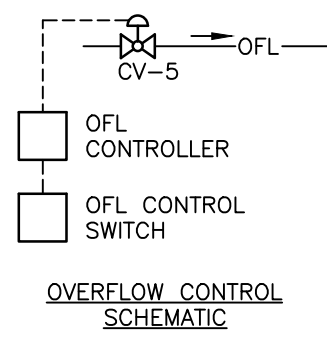 OFL
CV-5
OFL
CONTROLLER
OFL CONTROL
SWITCH
OVERFLOW CONTROL
SCHEMATIC